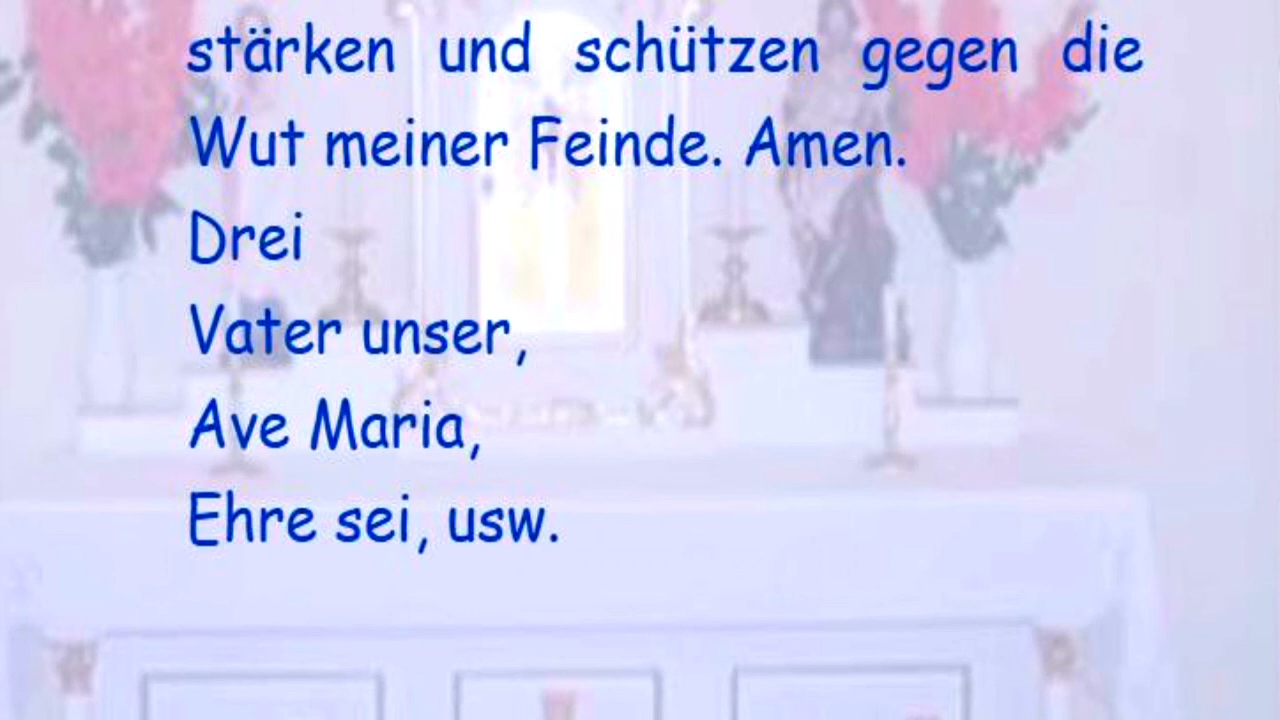 stärken und schützen gegen die
Wut meiner Feinde. Amen.
Drei
Vater unser,
Ave Maria,
Ehre sei, usw.